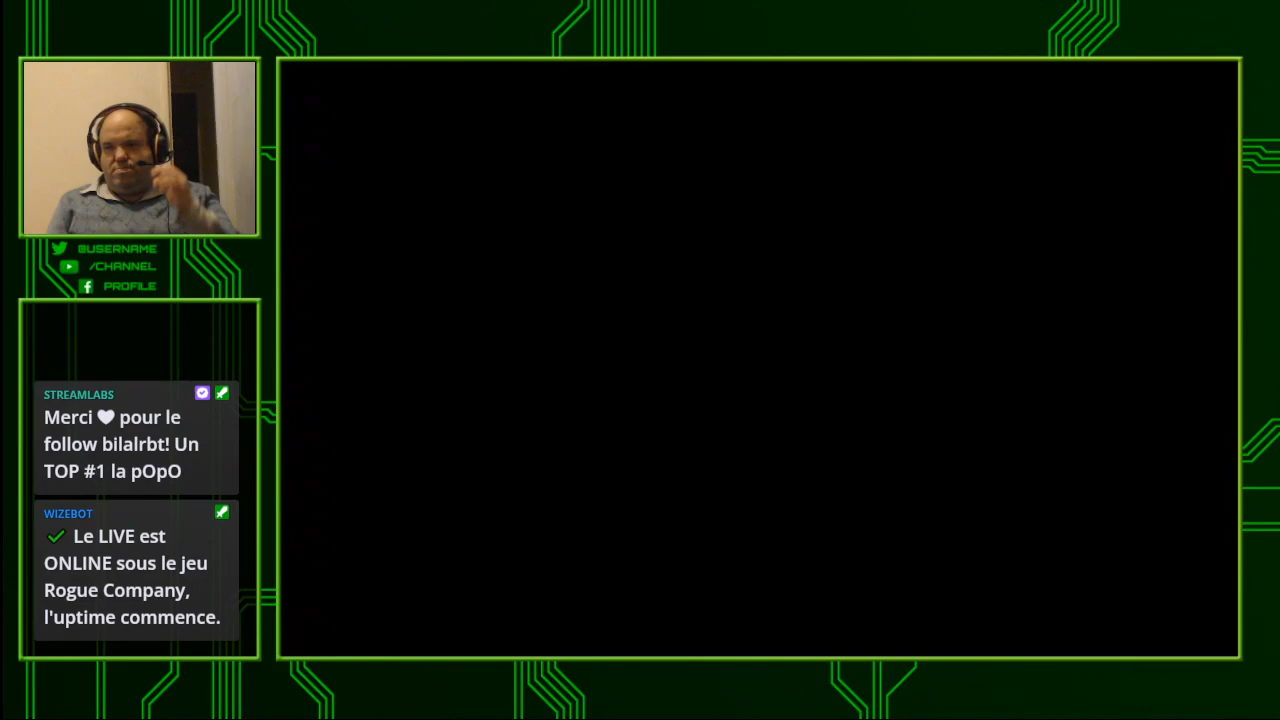 @USERNAME
/CHANNEL
PROFILE
STREAMLABS
Merci 🤍 pour le
follow bilalrbt! Un
TOP #1 la pOpO
WIZEBOT
✓ Le LIVE est
ONLINE sous le jeu
Rogue Company,
l'uptime commence.